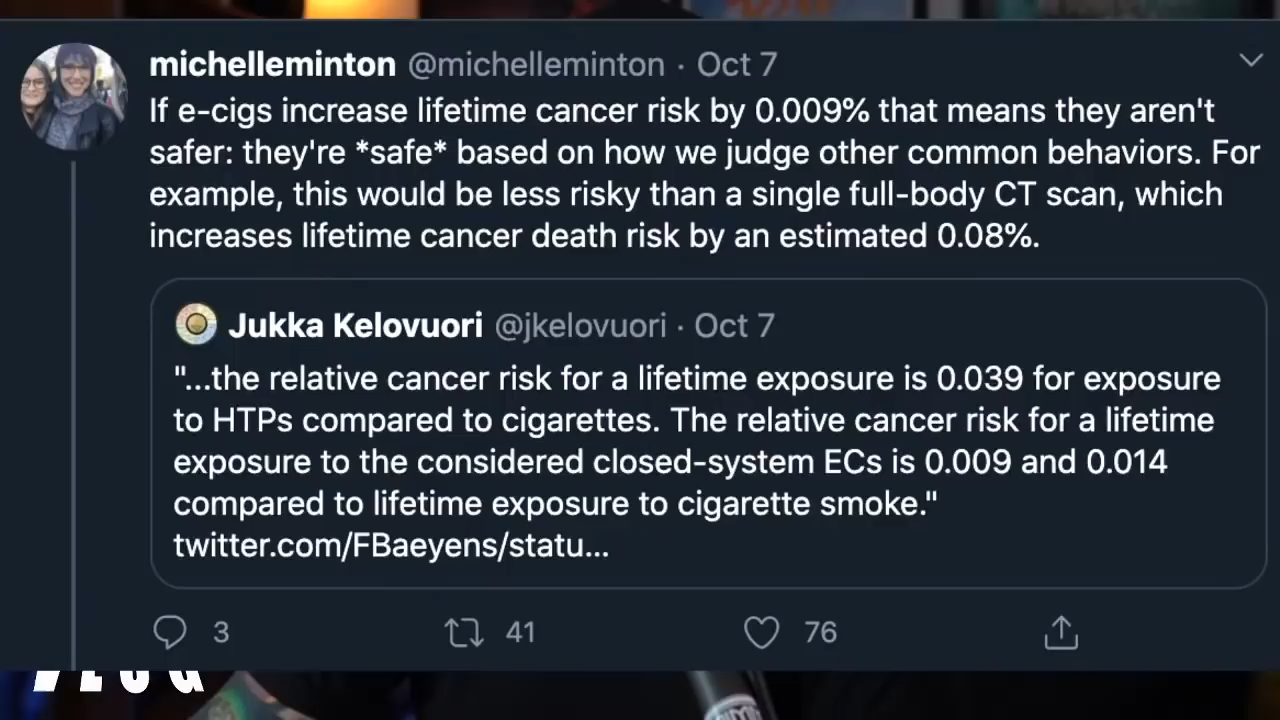 michelleminton @michelleminton · Oct 7
If e-cigs increase lifetime cancer risk by 0.009% that means they aren't
safer: they're *safe* based on how we judge other common behaviors. For
example, this would be less risky than a single full-body CT scan, which
increases lifetime cancer death risk by an estimated 0.08%.
Jukka Kelovuori @jkelovuori · Oct 7
"...the relative cancer risk for a lifetime exposure is 0.039 for exposure
to HTPs compared to cigarettes. The relative cancer risk for a lifetime
exposure to the considered closed-system ECs is 0.009 and 0.014
compared to lifetime exposure to cigarette smoke."
twitter.com/FBaeyens/statu...
3 41 76